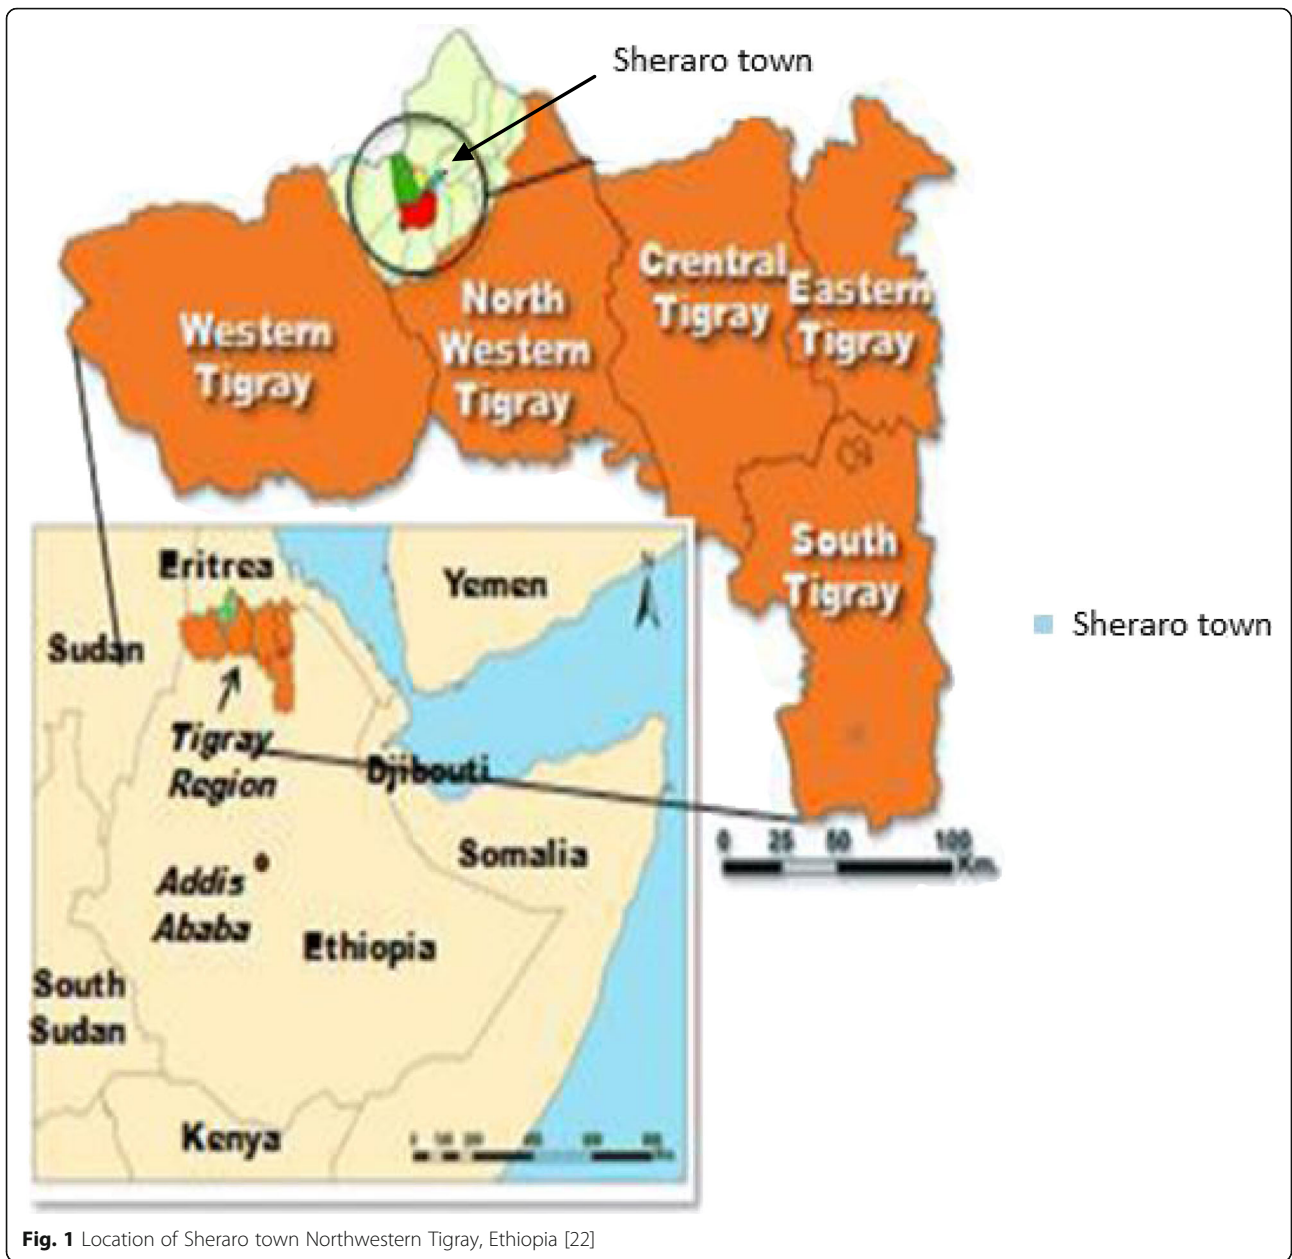 Sheraro town
Crentral
Tigray
Eastern
Tigray
North
Western
Tigray
Western
Tigray
South
Tigray
Sheraro town
Eritrea
Yemen
N
Sudan
Tigray
Region
Djibouti
Somalia
0 25 50 100
Km.
Addis
Ababa
Ethiopia
South
Sudan
Kenya
Fig. 1 Location of Sheraro town Northwestern Tigray, Ethiopia [22]